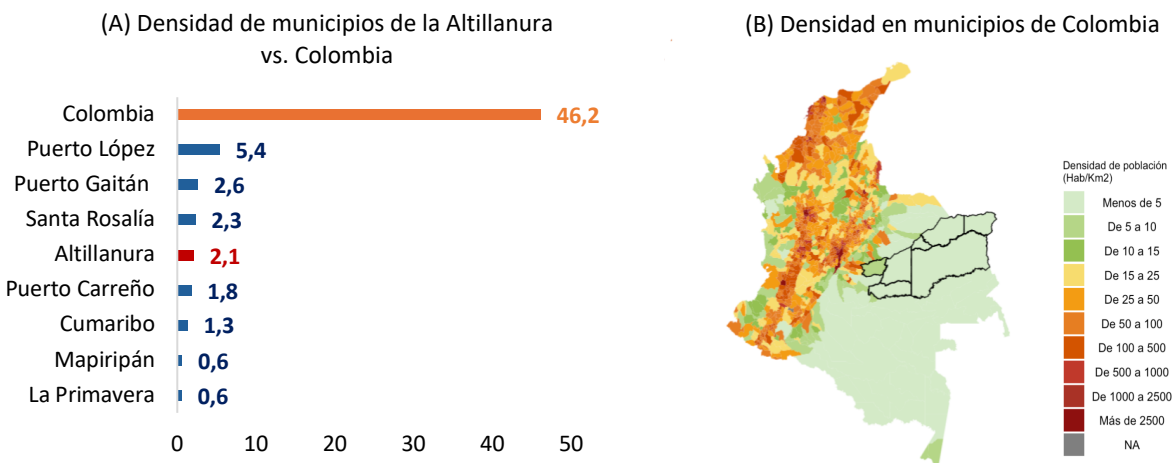 (A) Densidad de municipios de la Altillanura
vs. Colombia
Colombia 46,2
Puerto López 5,4
Puerto Gaitán 2,6
Santa Rosalía 2,3
Altillanura 2,1
Puerto Carreño 1,8
Cumaribo 1,3
Mapiripán 0,6
La Primavera 0,6
0 10 20 30 40 50
(B) Densidad en municipios de Colombia
Densidad de población
(Hab/Km2)
Menos de 5
De 5 a 10
De 10 a 15
De 15 a 25
De 25 a 50
De 50 a 100
De 100 a 500
De 500 a 1000
De 1000 a 2500
Más de 2500
NA